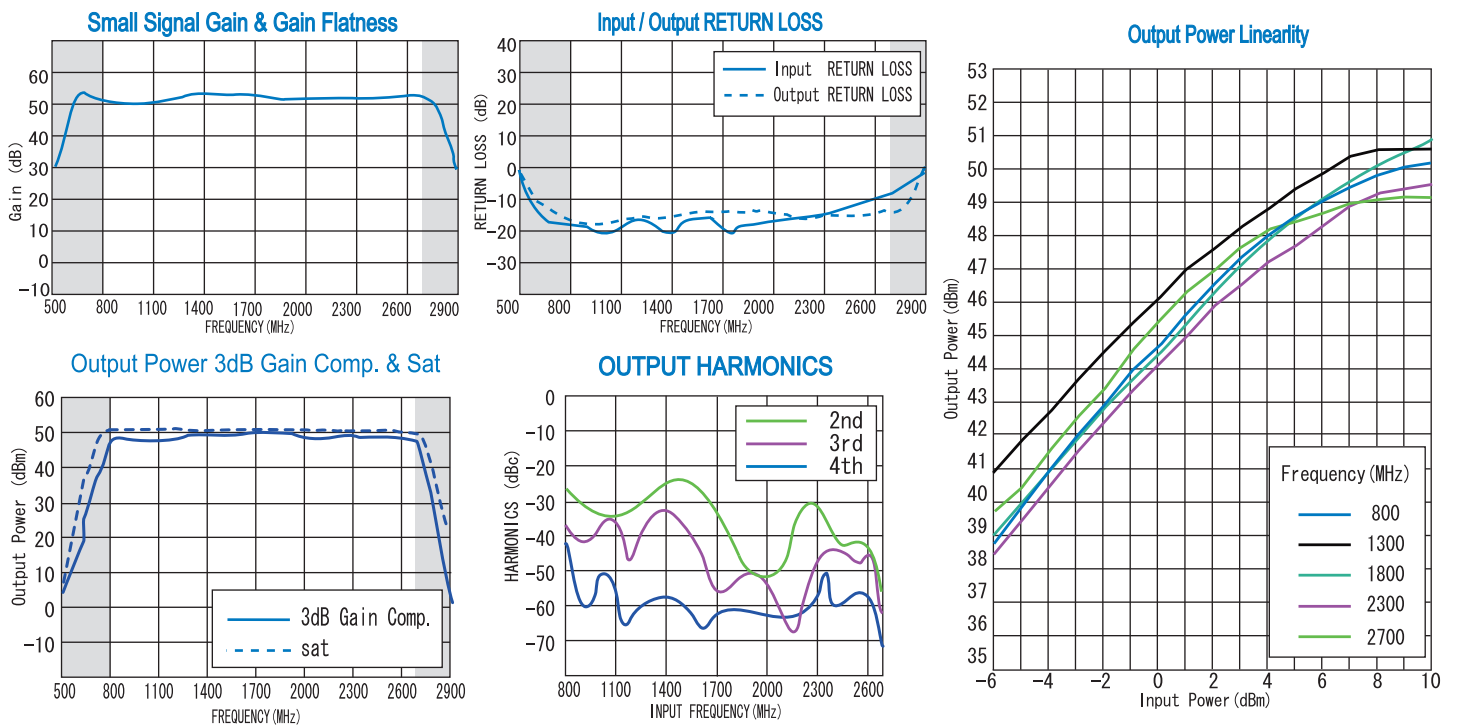 Small Signal Gain & Gain Flatness
Gain (dB)
60
50
40
30
20
10
0
-10
500 800 1100 1400 1700 2000 2300 2600 2900
FREQUENCY(MHz)
Input / Output RETURN LOSS
RETURN LOSS (dB)
40
30
20
10
0
-10
-20
-30
-40
Input RETURN LOSS
Output RETURN LOSS
500 800 1100 1400 1700 2000 2300 2900
FREQUENCY(MHz)
Output Power 3dB Gain Comp. & Sat
Output Power (dBm)
60
50
40
30
20
10
0
-10
3dB Gain Comp.
sat
500 800 1100 1400 1700 2000 2300 2600 2900
FREQUENCY(MHz)
OUTPUT HARMONICS
HARMONICS (dBc)
0
-10
-20
-30
-40
-50
-60
-70
2nd
3rd
4th
800 1100 1400 1700 2000 2300 2600
INPUT FREQUENCY(MHz)
Output Power Linearlity
Output Power(dBm)
53
52
51
50
49
48
47
46
45
44
43
42
41
40
39
38
37
36
35
Frequency(MHz)
800
1300
1800
2300
2700
-6 -4 -2 0 2 4 6 8 10
Input Power(dBm)